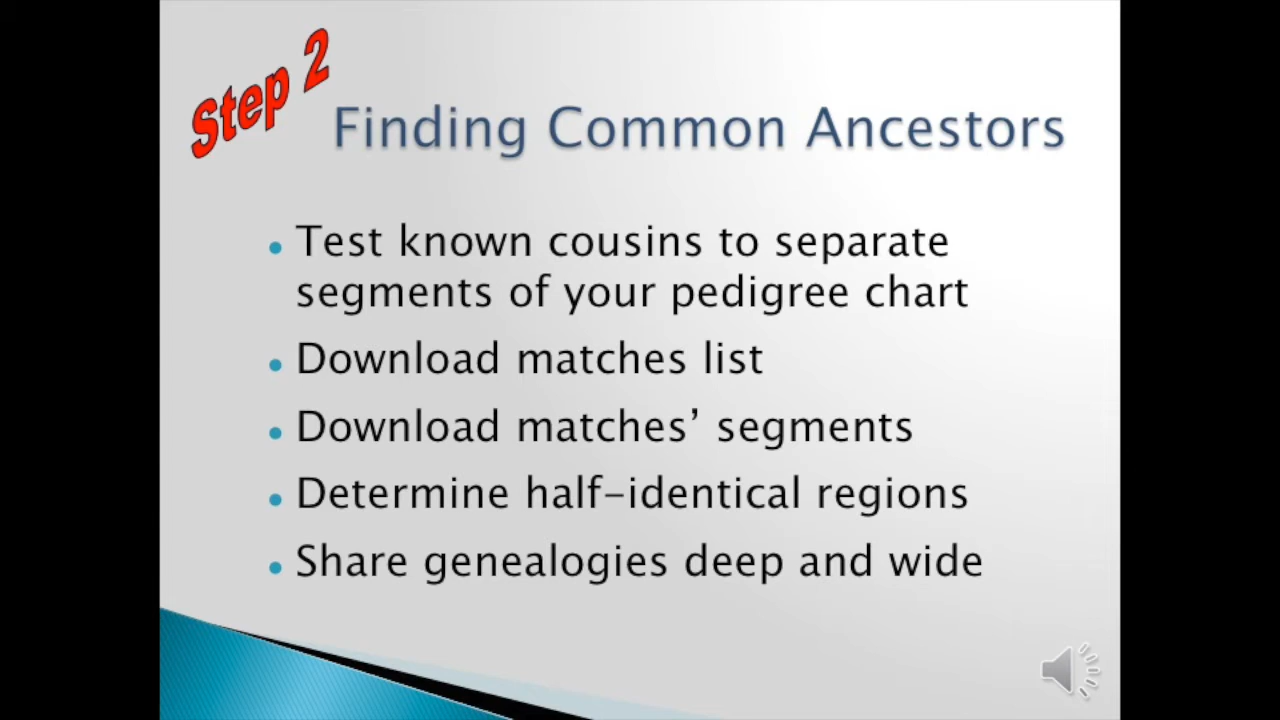 Step 2
Finding Common Ancestors
• Test known cousins to separate
segments of your pedigree chart
• Download matches list
• Download matches’ segments
• Determine half-identical regions
• Share genealogies deep and wide